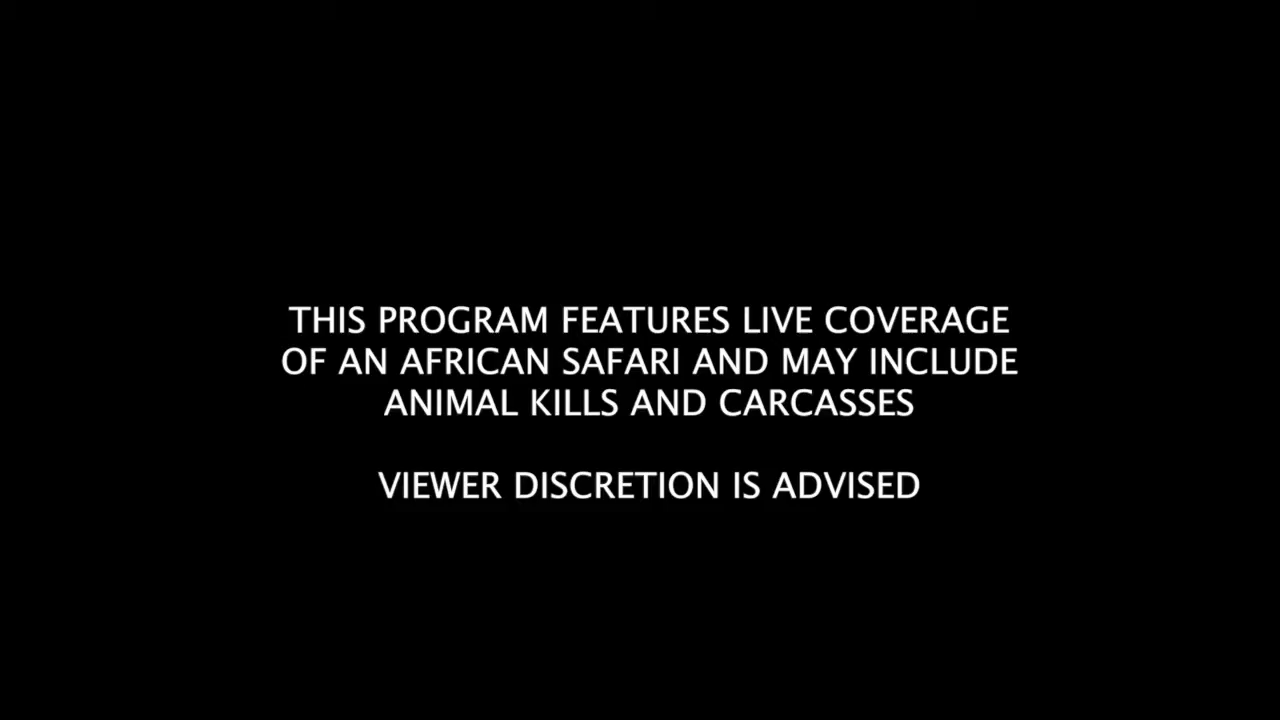 THIS PROGRAM FEATURES LIVE COVERAGE
OF AN AFRICAN SAFARI AND MAY INCLUDE
ANIMAL KILLS AND CARCASSES
VIEWER DISCRETION IS ADVISED